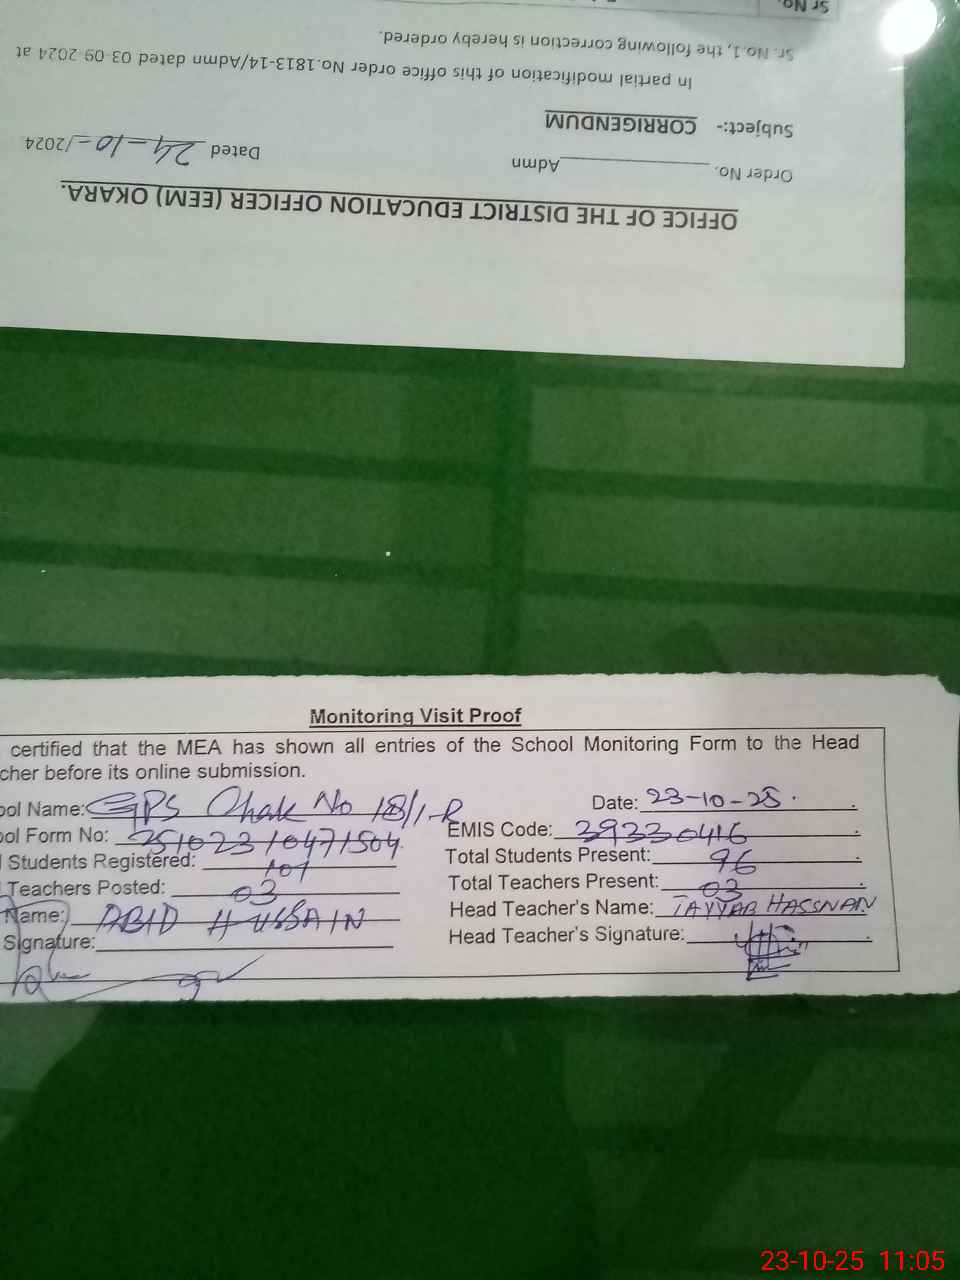 OFFICE OF THE DISTRICT EDUCATION OFFICER (EEM) OKARA.
Order No. __________ Admn Dated 24-10-/2024
Subject:- CORRIGENDUM
In partial modification of this office order No.1813-14/Admn dated 03-09-2024 at
Sr. No.1, the following correction is hereby ordered.
Sr No.
Monitoring Visit Proof
certified that the MEA has shown all entries of the School Monitoring Form to the Head
cher before its online submission.
ool Name: GPS Chak No 18/1-R Date: 23-10-25.
ool Form No: 25102310471504. EMIS Code: 39330416
l Students Registered: 101 Total Students Present: 96
Teachers Posted: 03 Total Teachers Present: 03
Name: ABID HUSSAIN Head Teacher's Name: TAYYAB HASSNAN
Signature: Head Teacher's Signature:
23-10-25 11:05